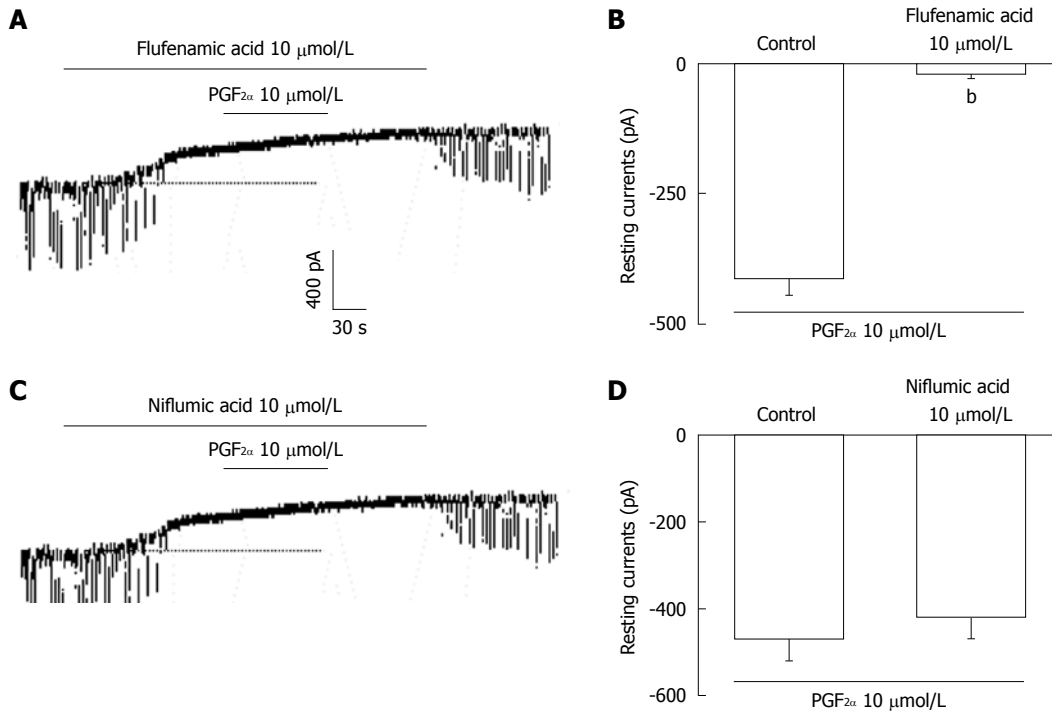 A
Flufenamic acid 10 μmol/L
PGF2α 10 μmol/L
400 pA
30 s
B
Flufenamic acid
Control 10 μmol/L
0
-250
-500
Resting currents (pA)
b
PGF2α 10 μmol/L
C
Niflumic acid 10 μmol/L
PGF2α 10 μmol/L
D
Niflumic acid
Control 10 μmol/L
0
-200
-400
-600
Resting currents (pA)
PGF2α 10 μmol/L